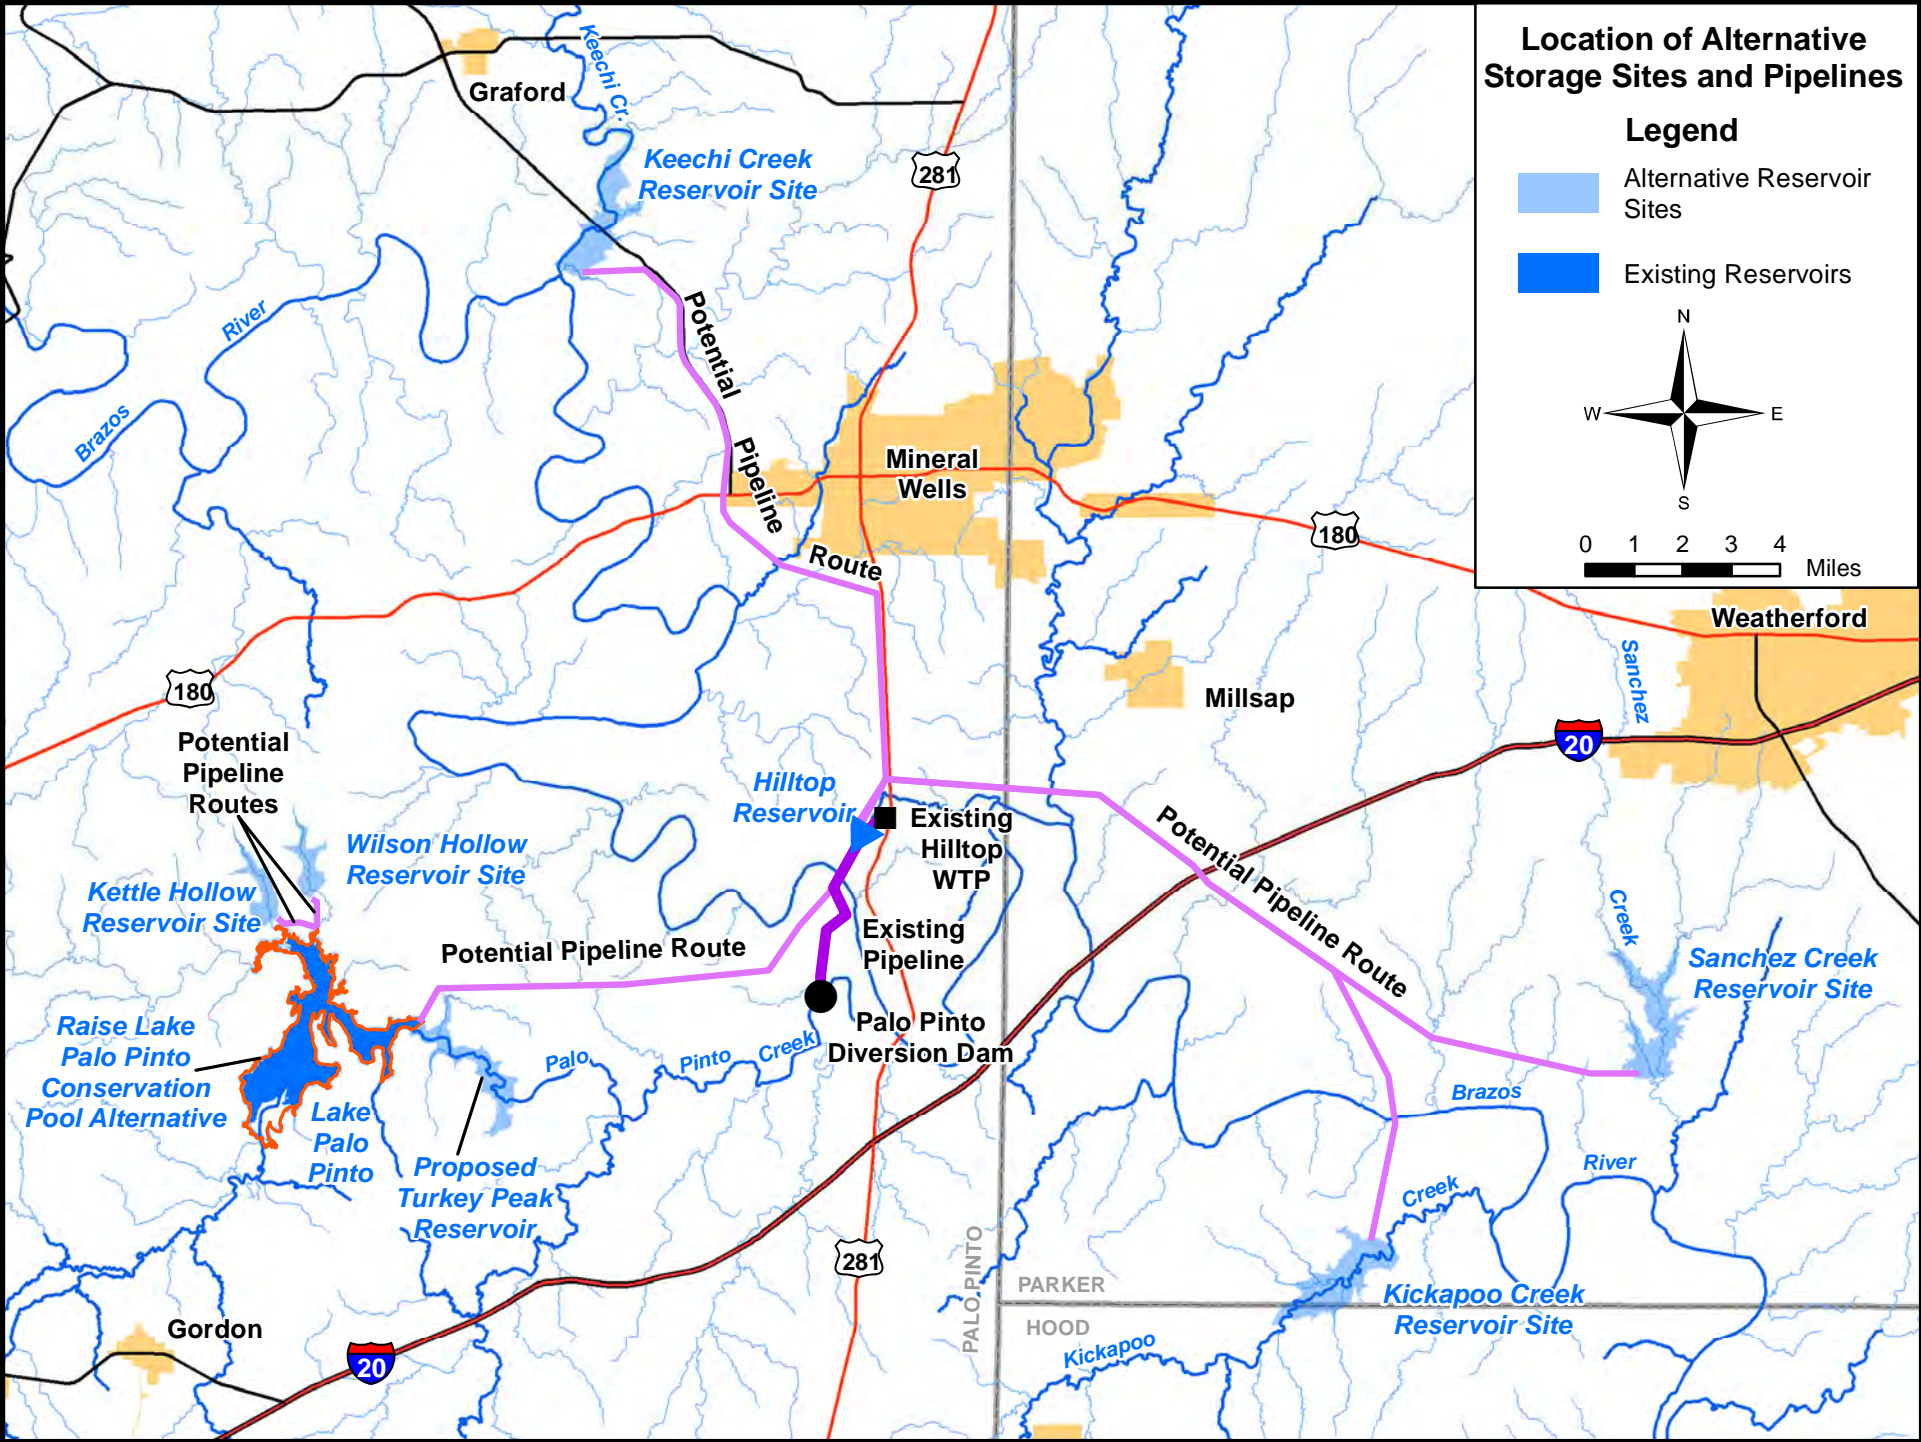 Location of Alternative
Storage Sites and Pipelines
Legend
Alternative Reservoir
Sites
Existing Reservoirs
N
W
E
S
0 1 2 3 4
Miles
Keechi Cr.
Graford
Keechi Creek
Reservoir Site
281
River
Brazos
Potential
Pipeline
Route
Mineral
Wells
180
Weatherford
Sanchez
Millsap
180
20
Potential
Pipeline
Routes
Hilltop
Reservoir
Existing
Hilltop
WTP
Potential Pipeline Route
Wilson Hollow
Reservoir Site
Kettle Hollow
Reservoir Site
Creek
Potential Pipeline Route
Existing
Pipeline
Sanchez Creek
Reservoir Site
Raise Lake
Palo Pinto
Conservation
Pool Alternative
Palo Pinto
Diversion Dam
Palo
Pinto
Creek
Lake
Palo
Pinto
Brazos
River
Proposed
Turkey Peak
Reservoir
Creek
281
PALO PINTO
PARKER
HOOD
Kickapoo Creek
Reservoir Site
Kickapoo
Gordon
20